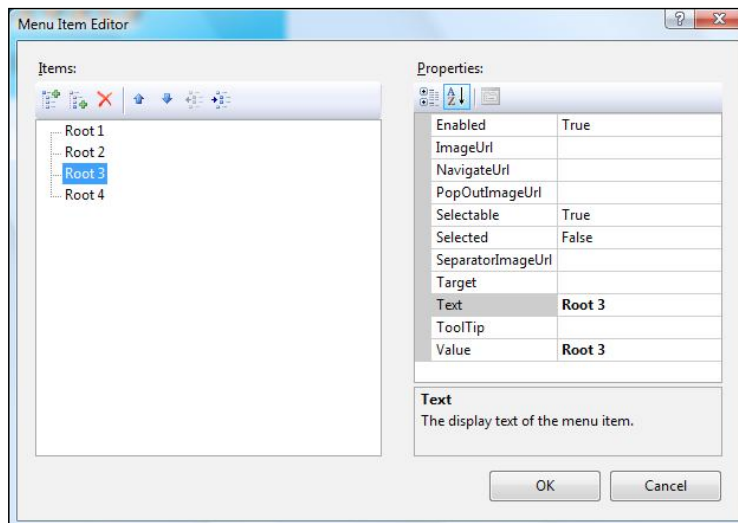 Menu Item Editor
Items:
Properties:
Root 1
Root 2
Root 3
Root 4
Enabled True
ImageUrl
NavigateUrl
PopOutImageUrl
Selectable True
Selected False
SeparatorImageUrl
Target
Text Root 3
ToolTip
Value Root 3
Text
The display text of the menu item.
OK Cancel